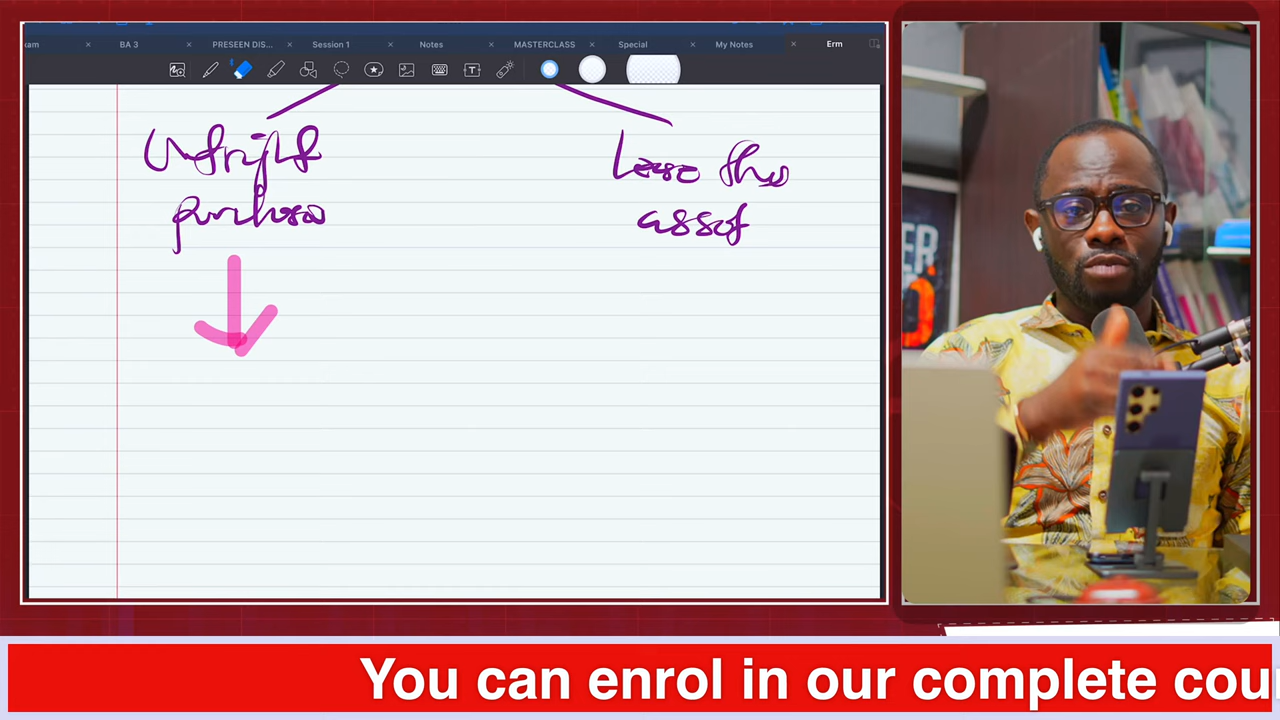 am
BA 3
PRESEEN DIS...
Session 1
Notes
MASTERCLASS
Special
My Notes
Erm
Outright
purchase
Lease the
asset
You can enrol in our complete cou